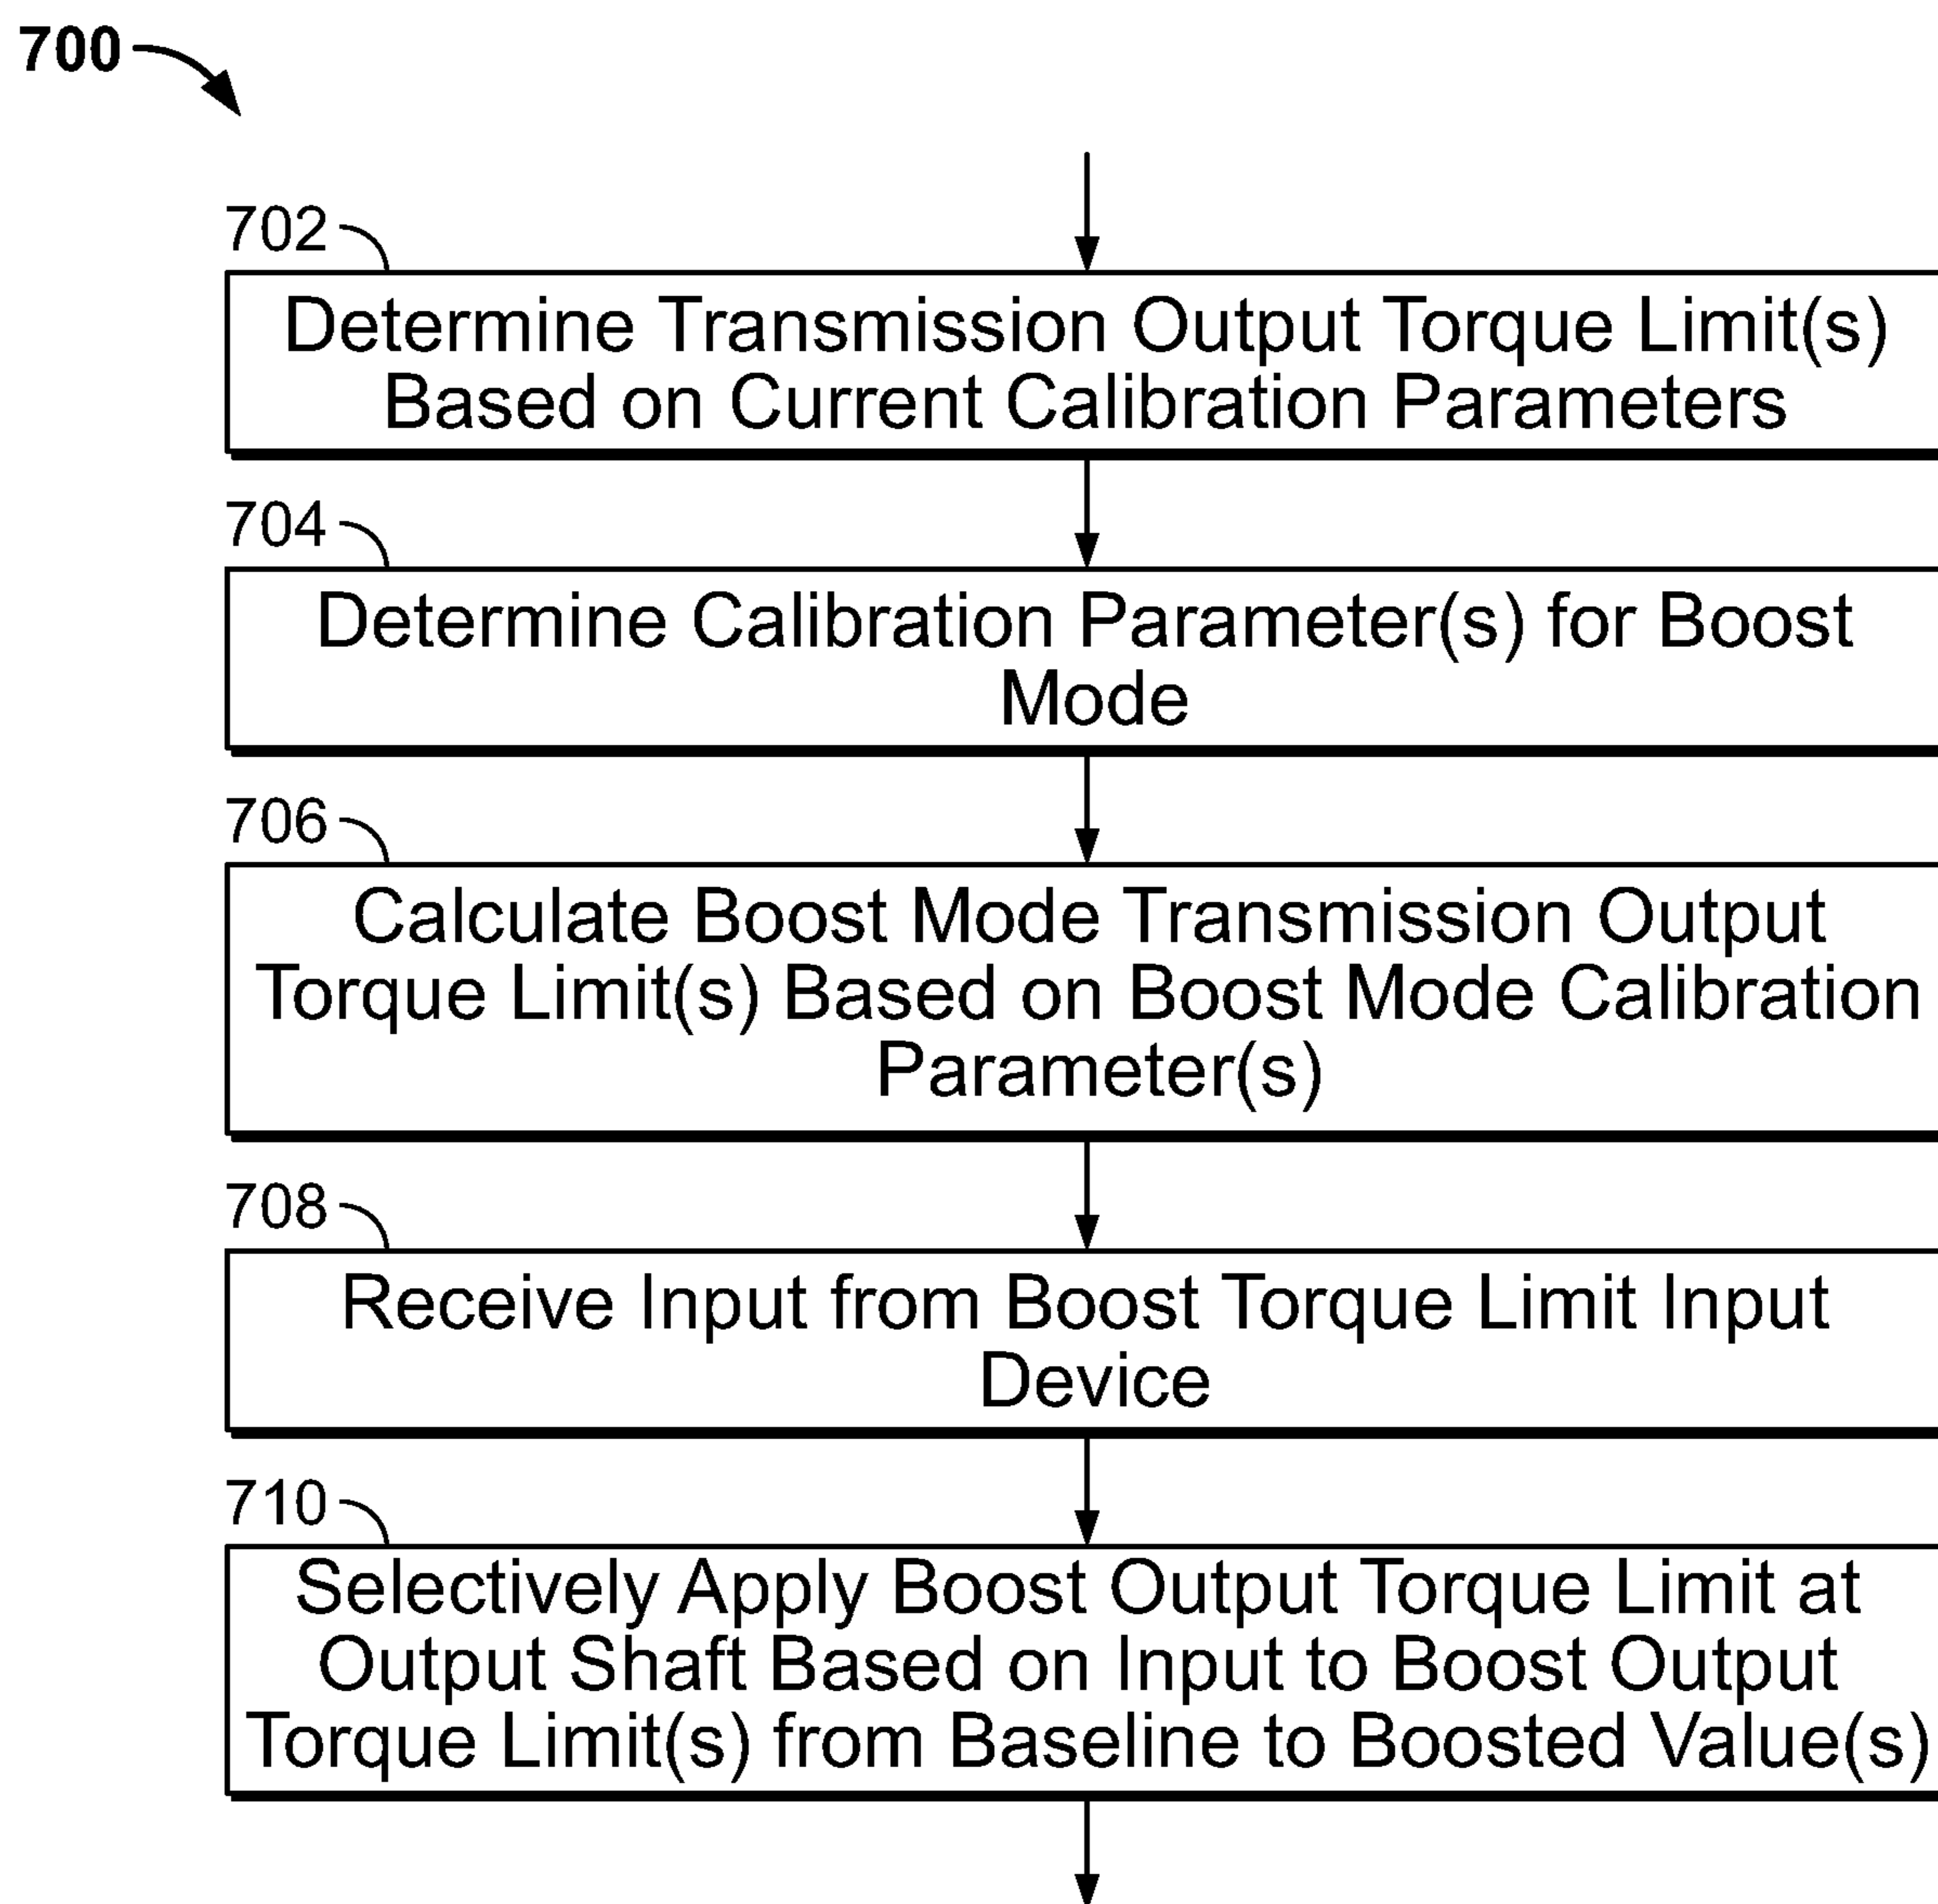 700
702
Determine Transmission Output Torque Limit(s)
Based on Current Calibration Parameters
704
Determine Calibration Parameter(s) for Boost
Mode
706
Calculate Boost Mode Transmission Output
Torque Limit(s) Based on Boost Mode Calibration
Parameter(s)
708
Receive Input from Boost Torque Limit Input
Device
710
Selectively Apply Boost Output Torque Limit at
Output Shaft Based on Input to Boost Output
Torque Limit(s) from Baseline to Boosted Value(s)